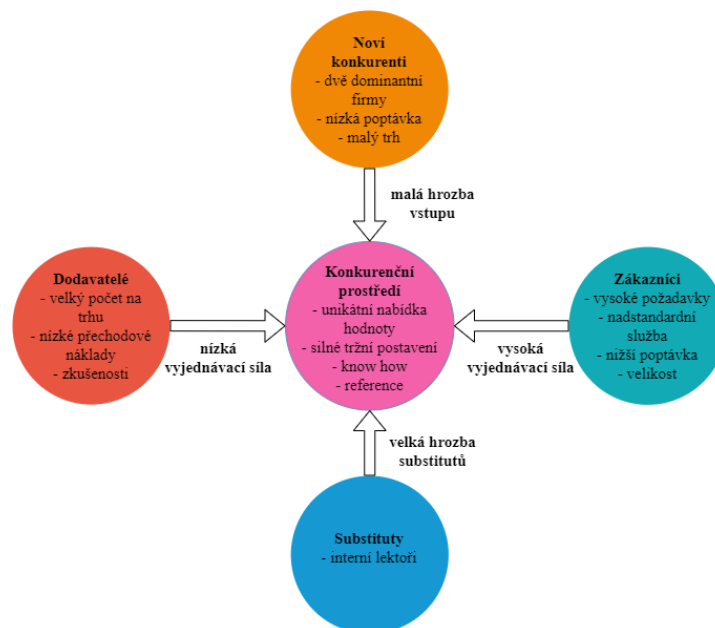 Noví
konkurenti
- dvě dominantní
firmy
- nízká poptávka
- malý trh
malá hrozba
vstupu
Dodavatelé
- velký počet na
trhu
- nízké přechodové
náklady
- zkušenosti
nízká
vyjednávací síla
Konkurenční
prostředí
- unikátní nabídka
hodnoty
- silné tržní postavení
- know how
- reference
vysoká
vyjednávací síla
Zákazníci
- vysoké požadavky
- nadstandardní
služba
- nižší poptávka
- velikost
velká hrozba
substitutů
Substituty
- interní lektoři